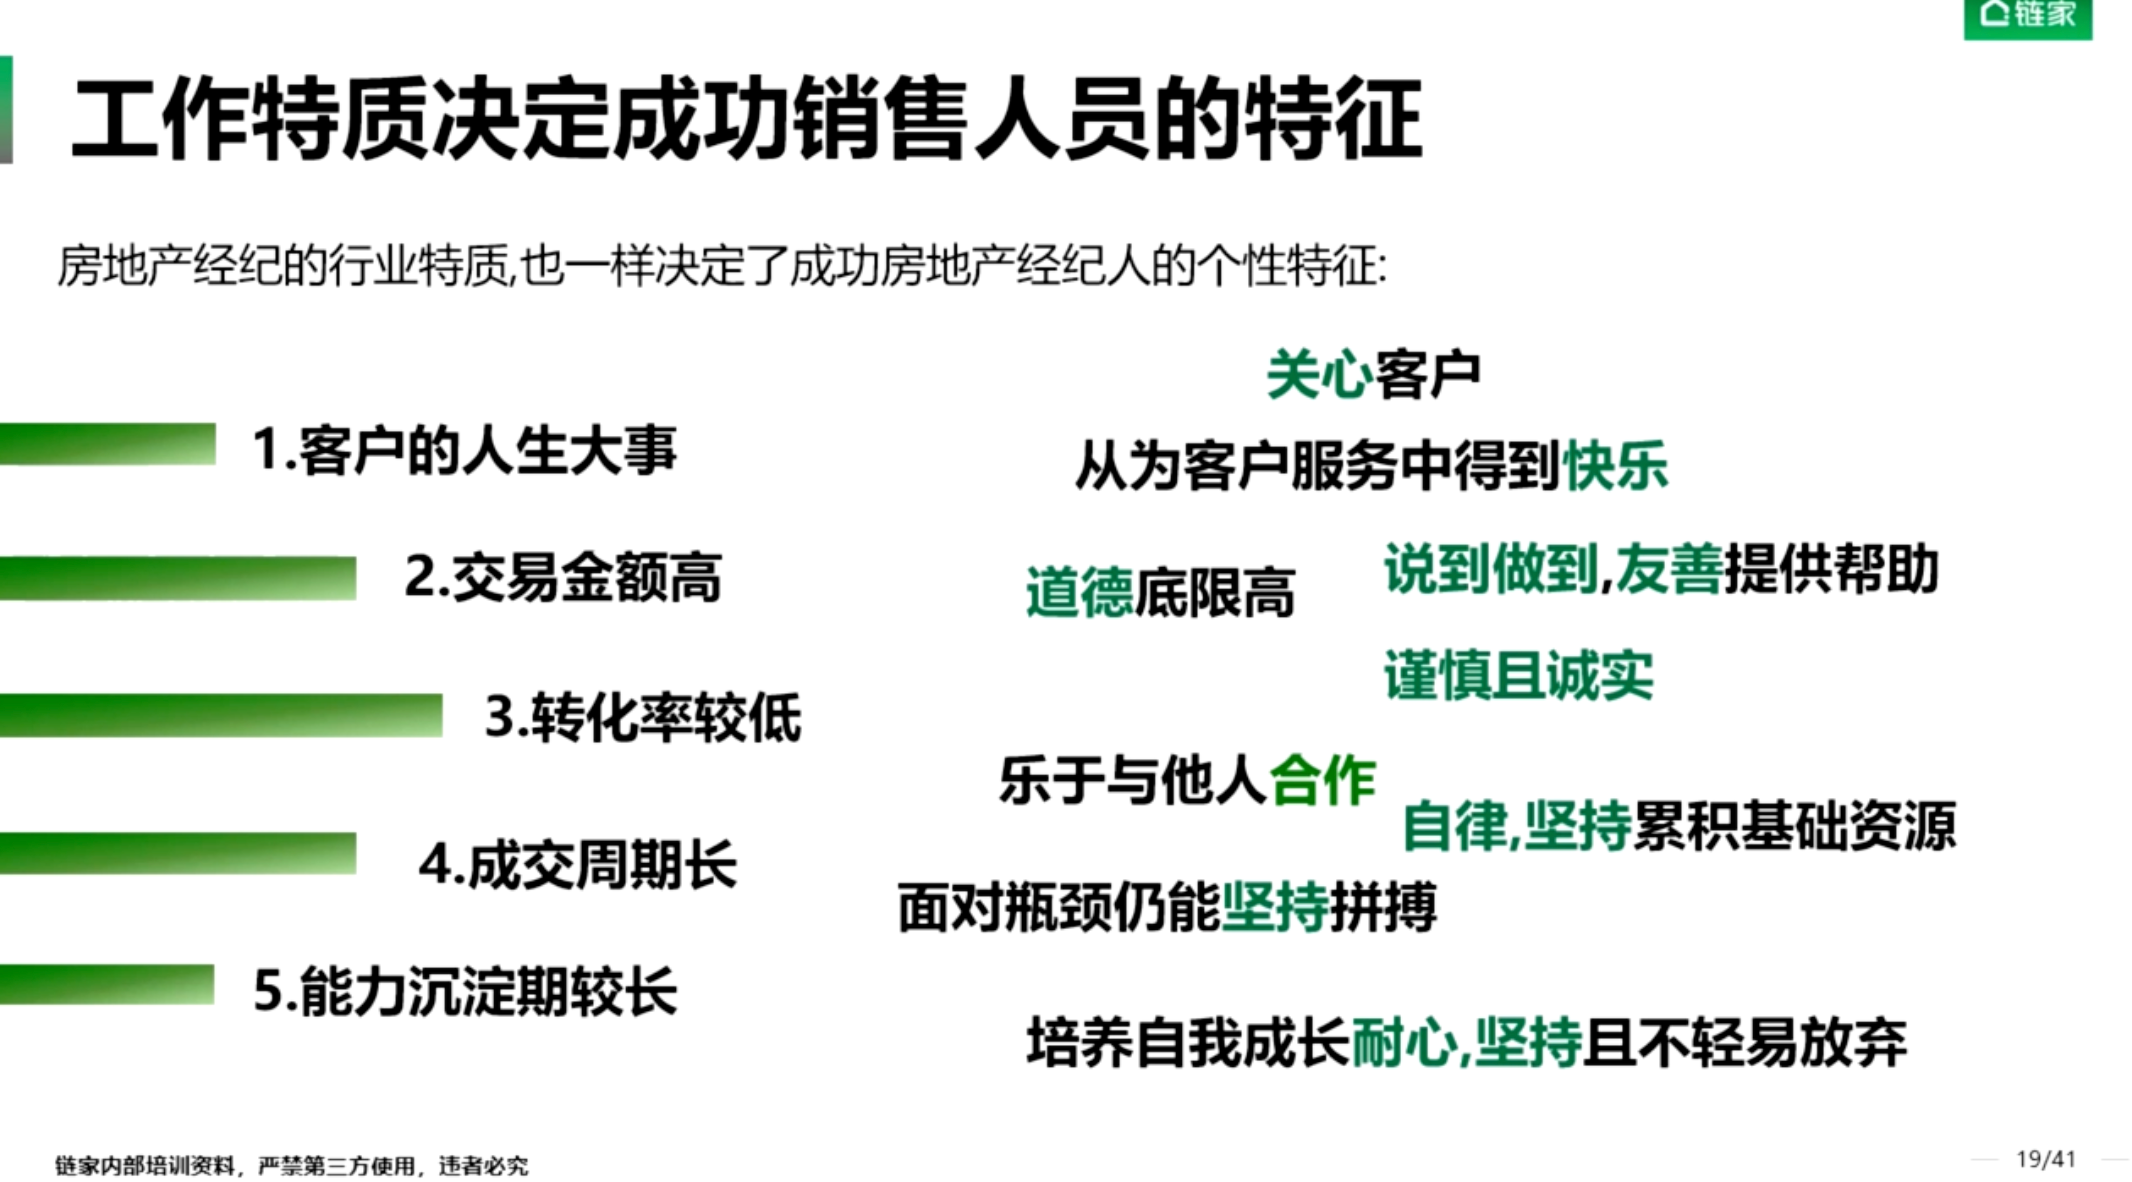 链家
工作特质决定成功销售人员的特征
房地产经纪的行业特质,也一样决定了成功房地产经纪人的个性特征:
关心客户
1.客户的人生大事
从为客户服务中得到快乐
2.交易金额高
道德底限高
说到做到,友善提供帮助
谨慎且诚实
3.转化率较低
乐于与他人合作
自律,坚持累积基础资源
4.成交周期长
面对瓶颈仍能坚持拼搏
5.能力沉淀期较长
培养自我成长耐心,坚持且不轻易放弃
链家内部培训资料，严禁第三方使用，违者必究
19/41